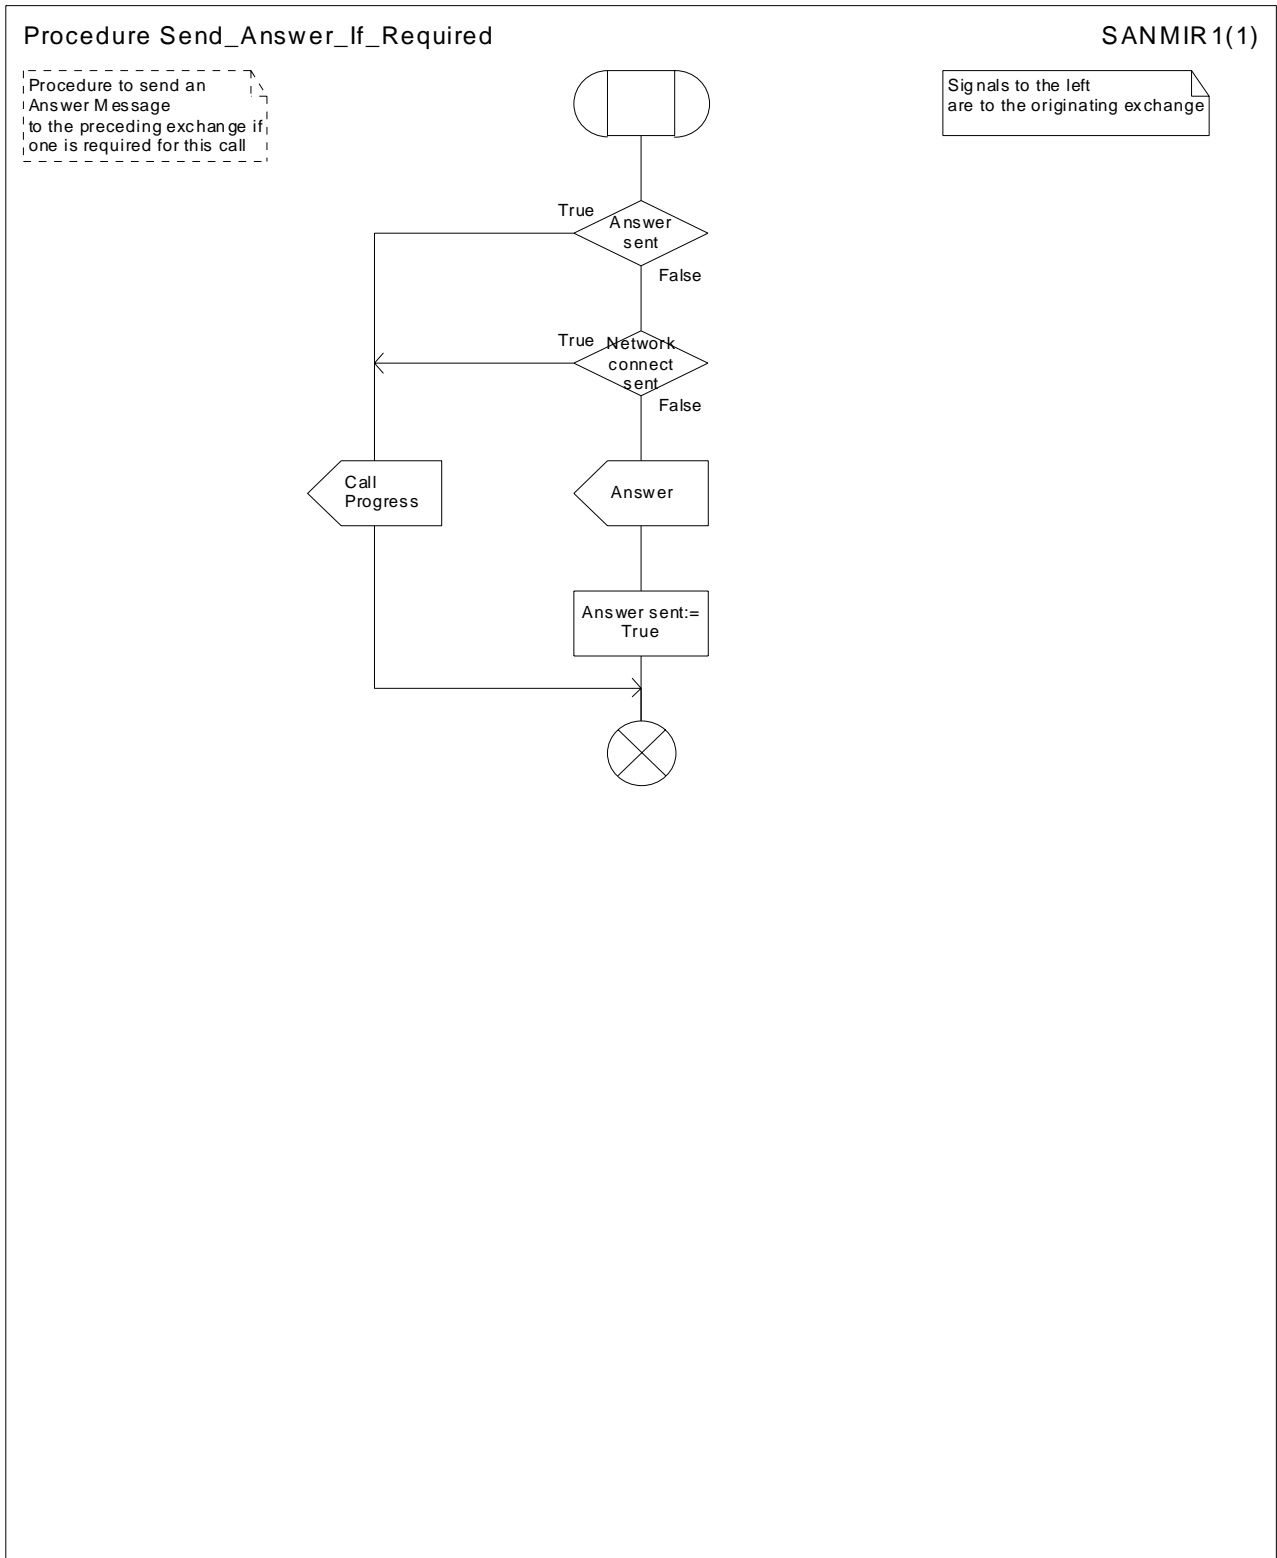 Procedure Send_Answer_If_Required
SANMIR1(1)
Procedure to send an
Answer Message
to the preceding exchange if
one is required for this call
Signals to the left
are to the originating exchange
True
Answer
sent
False
True
Network
connect
sent
False
Call
Progress
Answer
Answer sent:=
True